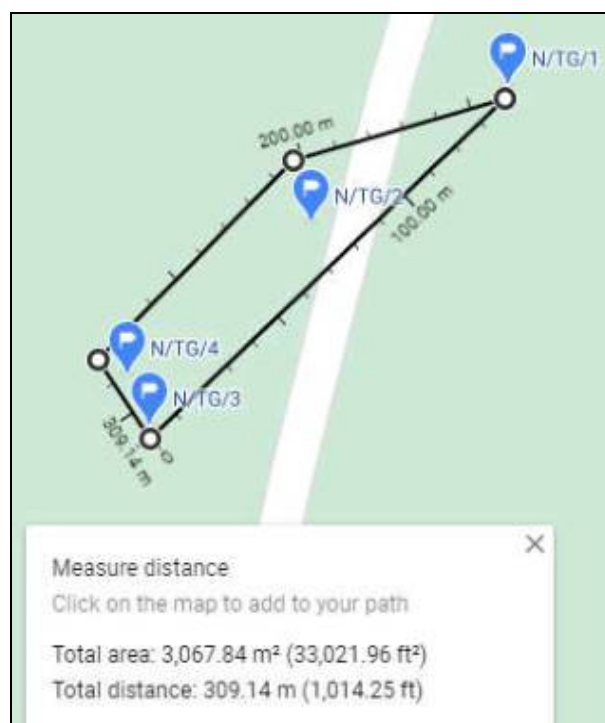 N/TG/1
200.00 m
N/TG/2
100.00 m
N/TG/4
N/TG/3
309.14 m
0
Measure distance
Click on the map to add to your path
Total area: 3,067.84 m² (33,021.96 ft²)
Total distance: 309.14 m (1,014.25 ft)